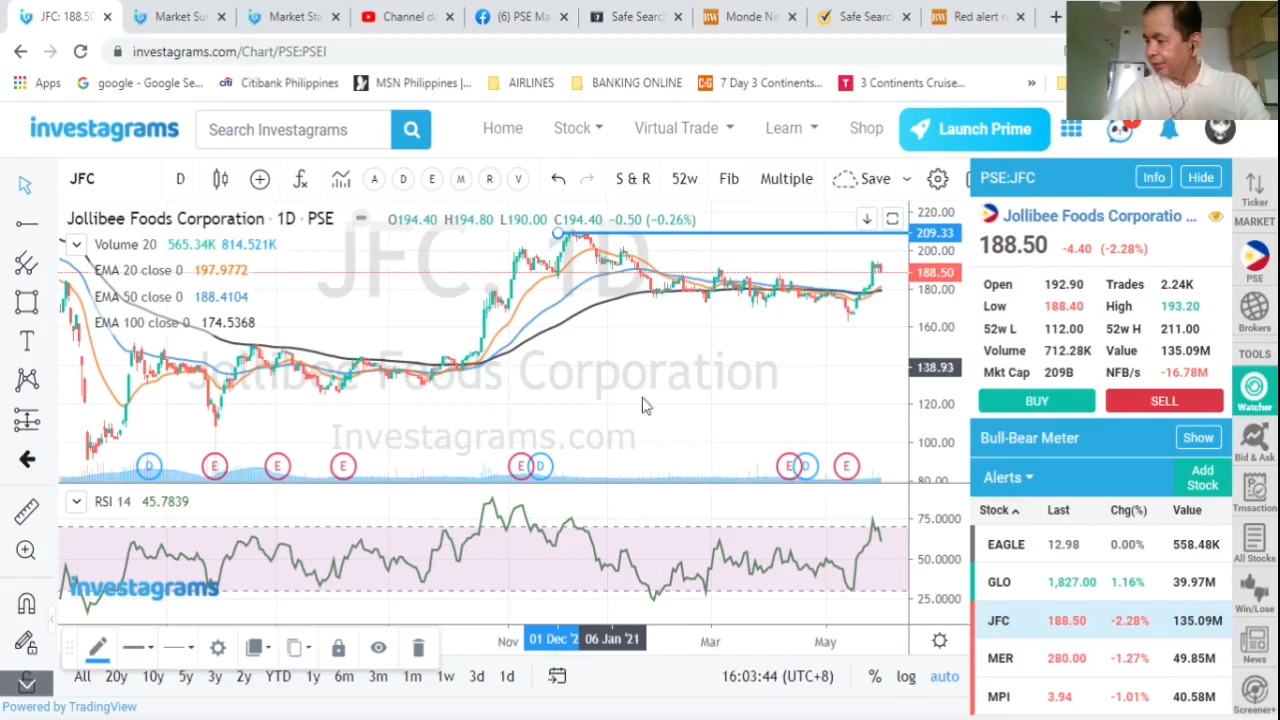 JFC: 188.50
Market Su
Market Sta
Channel da
(6) PSE Ma
Safe Searc
Monde Nis
Safe Searc
Red alert r
investagrams.com/Chart/PSE:PSEI
Apps
google - Google Se...
Citibank Philippines
MSN Philippines |...
AIRLINES
BANKING ONLINE
7 Day 3 Continents...
3 Continents Cruise...
»
investagrams
Search Investagrams
Home
Stock
Virtual Trade
Learn
Shop
Launch Prime
JFC
D
A
D
E
M
R
V
S & R
52w
Fib
Multiple
Save
PSE:JFC
Info
Hide
Ticker
MARKET
PSE
Brokers
TOOLS
Watcher
Bid & Ask
Trnsaction
All Stocks
Win/Lose
News
Screener+
Jollibee Foods Corporation · 1D · PSE
O194.40 H194.80 L190.00 C194.40 -0.50 (-0.26%)
Volume 20 565.34K 814.521K
EMA 20 close 0 197.9772
EMA 50 close 0 188.4104
EMA 100 close 0 174.5368
JFC, 1D
Jollibee Foods Corporation
Investagrams.com
220.00
209.33
200.00
188.50
180.00
160.00
138.93
120.00
100.00
80.00
D
E
E
E
E
D
E
D
E
RSI 14 45.7839
75.0000
50.0000
25.0000
Investagrams
Nov
01 Dec '2
06 Jan '21
Mar
May
All
20y
10y
5y
3y
2y
YTD
1y
6m
3m
1m
1w
3d
1d
16:03:44 (UTC+8)
%
log
auto
Powered by TradingView
Jollibee Foods Corporatio ...
188.50 -4.40 (-2.28%)
Open 192.90 Trades 2.24K
Low 188.40 High 193.20
52w L 112.00 52w H 211.00
Volume 712.28K Value 135.09M
Mkt Cap 209B NFB/s -16.78M
BUY
SELL
Bull-Bear Meter
Show
Alerts
Add
Stock
Stock Last Chg(%) Value
EAGLE 12.98 0.00% 558.48K
GLO 1,827.00 1.16% 39.97M
JFC 188.50 -2.28% 135.09M
MER 280.00 -1.27% 49.85M
MPI 3.94 -1.01% 40.58M